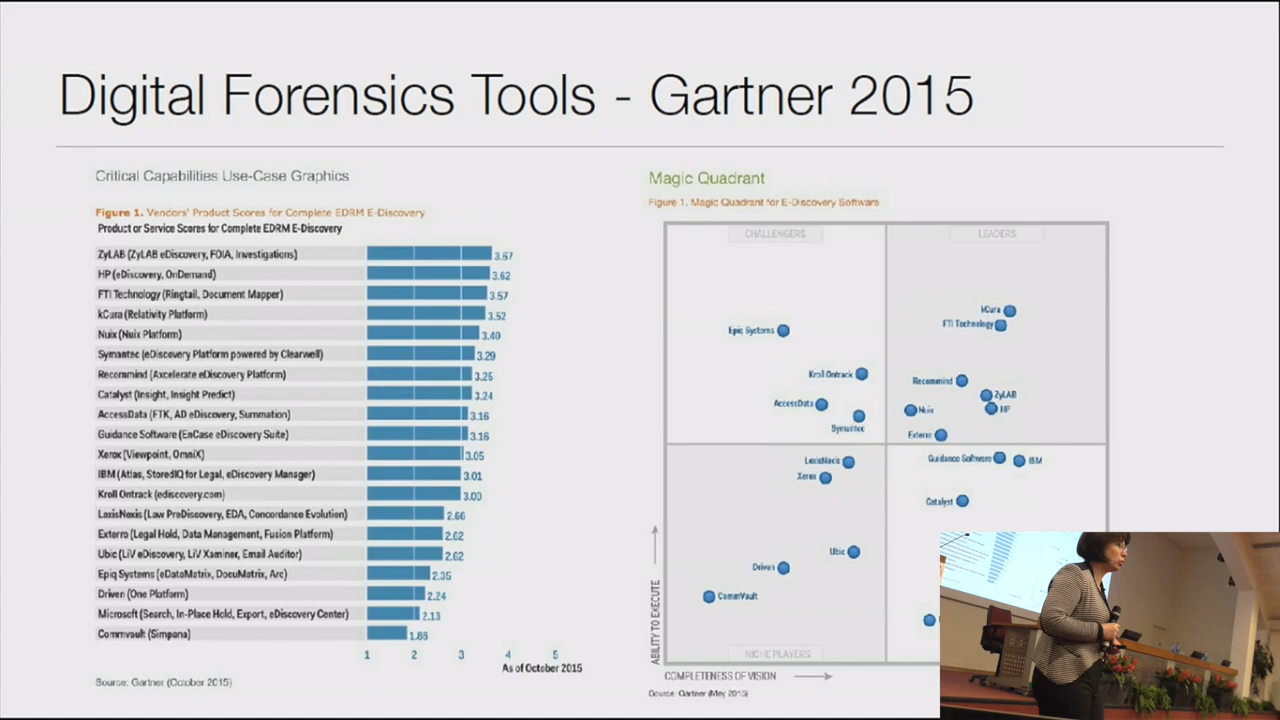 Digital Forensics Tools - Gartner 2015
Critical Capabilities Use-Case Graphics
Figure 1. Vendors' Product Scores for Complete EDRM E-Discovery
Product or Service Scores for Complete EDRM E-Discovery
ZyLAB (ZyLAB eDiscovery, FOIA, Investigations) 3.67
HP (eDiscovery, OnDemand) 3.62
FTI Technology (Ringtail, Document Mapper) 3.57
kCura (Relativity Platform) 3.52
Nuix (Nuix Platform) 3.40
Symantec (eDiscovery Platform powered by Clearwell) 3.29
Recommind (Axcelerate eDiscovery Platform) 3.25
Catalyst (Insight, Insight Predict) 3.24
AccessData (FTK, AD eDiscovery, Summation) 3.16
Guidance Software (EnCase eDiscovery Suite) 3.16
Xerox (Viewpoint, OmniX) 3.05
IBM (Atlas, StoredIQ for Legal, eDiscovery Manager) 3.01
Kroll Ontrack (ediscovery.com) 3.00
LexisNexis (Law PreDiscovery, EDA, Concordance Evolution) 2.66
Exterro (Legal Hold, Data Management, Fusion Platform) 2.62
Ubic (LiV eDiscovery, LiV Xaminer, Email Auditor) 2.62
Epiq Systems (eDataMatrix, DocuMatrix, Arc) 2.35
Driven (One Platform) 2.24
Microsoft (Search, In-Place Hold, Export, eDiscovery Center) 2.13
Commvault (Simpana) 1.86
1 2 3 4 5
As of October 2015
Source: Gartner (October 2015)
Magic Quadrant
Figure 1. Magic Quadrant for E-Discovery Software
CHALLENGERS
LEADERS
kCura
FTI Technology
Epiq Systems
Kroll Ontrack
Recommind
ZyLAB
AccessData
Nuix
HP
Symantec
Exterro
LexisNexis
Guidance Software
IBM
Xerox
Catalyst
Ubic
Driven
CommVault
ABILITY TO EXECUTE
NICHE PLAYERS
COMPLETENESS OF VISION
Source: Gartner (May 2015)